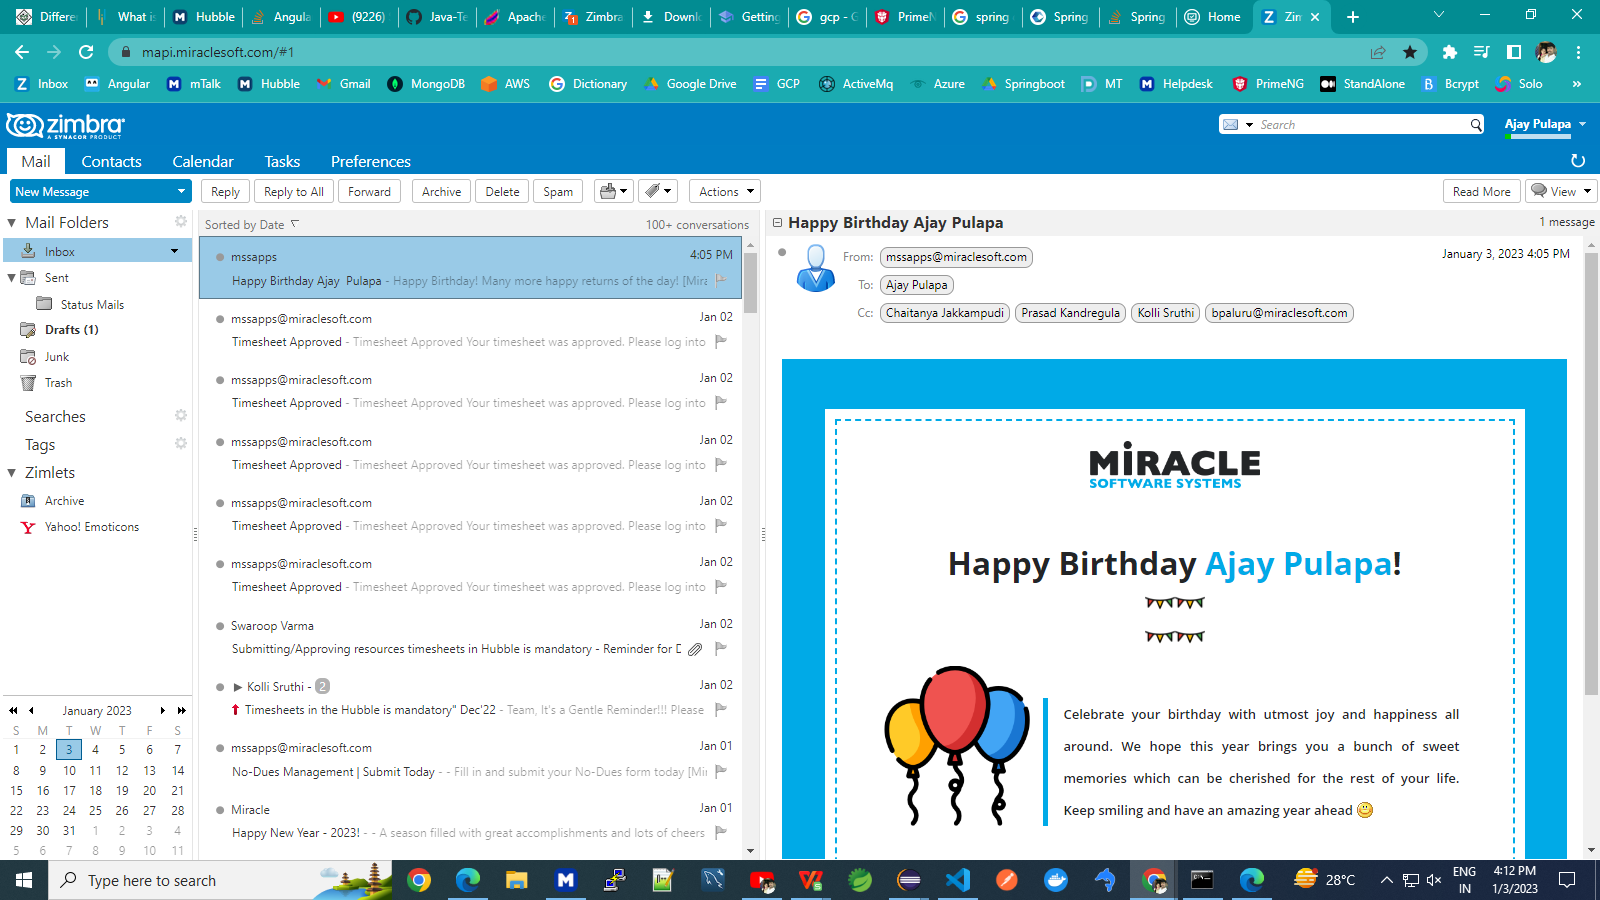 Differen
What is
Hubble
Angula
(9226)
Java-Te
Apache
Zimbra
Downlo
Getting
gcp - G
PrimeN
spring
Spring
Spring
Home
Zim
mapi.miraclesoft.com/#1
Inbox Angular mTalk Hubble Gmail MongoDB AWS Dictionary Google Drive GCP ActiveMq Azure Springboot MT Helpdesk PrimeNG StandAlone Bcrypt Solo »
zimbra
A SYNACOR PRODUCT
Search
Ajay Pulapa
Mail Contacts Calendar Tasks Preferences
New Message
Reply Reply to All Forward Archive Delete Spam Actions Read More View
Mail Folders
Inbox
Sent
Status Mails
Drafts (1)
Junk
Trash
Searches
Tags
Zimlets
Archive
Yahoo! Emoticons
January 2023
S M T W T F S
1 2 3 4 5 6 7
8 9 10 11 12 13 14
15 16 17 18 19 20 21
22 23 24 25 26 27 28
29 30 31 1 2 3 4
5 6 7 8 9 10 11
Sorted by Date 100+ conversations
mssapps 4:05 PM
Happy Birthday Ajay  Pulapa - Happy Birthday! Many more happy returns of the day! [Mira
mssapps@miraclesoft.com Jan 02
Timesheet Approved - Timesheet Approved Your timesheet was approved. Please log into
mssapps@miraclesoft.com Jan 02
Timesheet Approved - Timesheet Approved Your timesheet was approved. Please log into
mssapps@miraclesoft.com Jan 02
Timesheet Approved - Timesheet Approved Your timesheet was approved. Please log into
mssapps@miraclesoft.com Jan 02
Timesheet Approved - Timesheet Approved Your timesheet was approved. Please log into
mssapps@miraclesoft.com Jan 02
Timesheet Approved - Timesheet Approved Your timesheet was approved. Please log into
Swaroop Varma Jan 02
Submitting/Approving resources timesheets in Hubble is mandatory - Reminder for D
Kolli Sruthi - 2 Jan 02
Timesheets in the Hubble is mandatory" Dec'22 - Team, It's a Gentle Reminder!!! Please
mssapps@miraclesoft.com Jan 01
No-Dues Management | Submit Today - - Fill in and submit your No-Dues form today [Mir
Miracle Jan 01
Happy New Year - 2023! - - A season filled with great accomplishments and lots of cheers
Happy Birthday Ajay Pulapa 1 message
From: mssapps@miraclesoft.com January 3, 2023 4:05 PM
To: Ajay Pulapa
Cc: Chaitanya Jakkampudi Prasad Kandregula Kolli Sruthi bpaluru@miraclesoft.com
MiRACLE
SOFTWARE SYSTEMS
Happy Birthday Ajay Pulapa!
Celebrate your birthday with utmost joy and happiness all
around. We hope this year brings you a bunch of sweet
memories which can be cherished for the rest of your life.
Keep smiling and have an amazing year ahead
Type here to search
28°C
ENG
IN
4:12 PM
1/3/2023